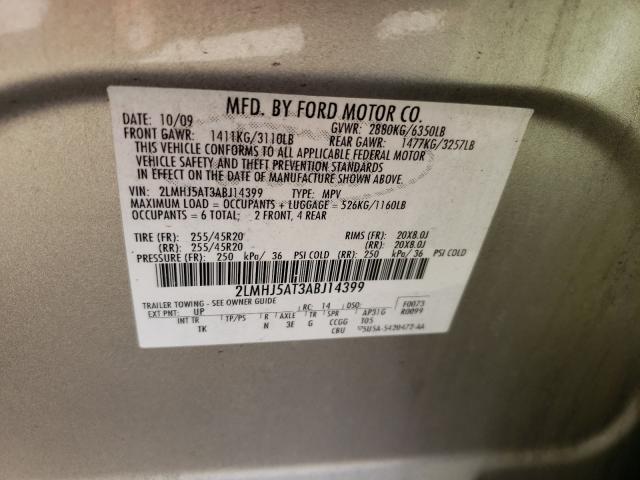 MFD. BY FORD MOTOR CO.
DATE: 10/09 GVWR: 2880KG/6350LB
FRONT GAWR: 1411KG/3110LB REAR GAWR: 1477KG/3257LB
THIS VEHICLE CONFORMS TO ALL APPLICABLE FEDERAL MOTOR
VEHICLE SAFETY AND THEFT PREVENTION STANDARDS
IN EFFECT ON THE DATE OF MANUFACTURE SHOWN ABOVE.
VIN: 2LMHJ5AT3ABJ14399 TYPE: MPV
MAXIMUM LOAD = OCCUPANTS + LUGGAGE = 526KG/1160LB
OCCUPANTS = 6 TOTAL; 2 FRONT, 4 REAR
TIRE (FR): 255/45R20 RIMS (FR): 20X8.0J
(RR): 255/45R20 (RR): 20X8.0J
PRESSURE (FR): 250 kPa/ 36 PSI COLD (RR): 250 kPa/ 36 PSI COLD
2LMHJ5AT3ABJ14399
TRAILER TOWING - SEE OWNER GUIDE RC: 14 DSO: F0073
EXT PNT: UP AP31G R0099
INT TR TP/PS R AXLE TR SPR 105
TK N 3E G CCGG CBU